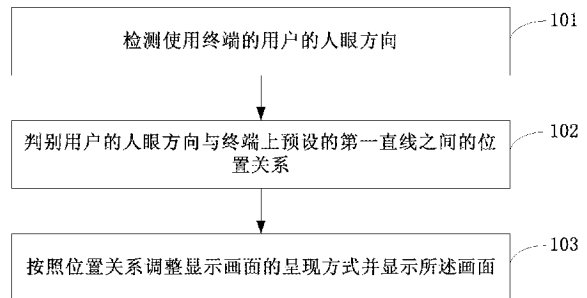 检测使用终端的用户的人眼方向
101
判别用户的人眼方向与终端上预设的第一直线之间的位
置关系
102
按照位置关系调整显示画面的呈现方式并显示所述画面
103